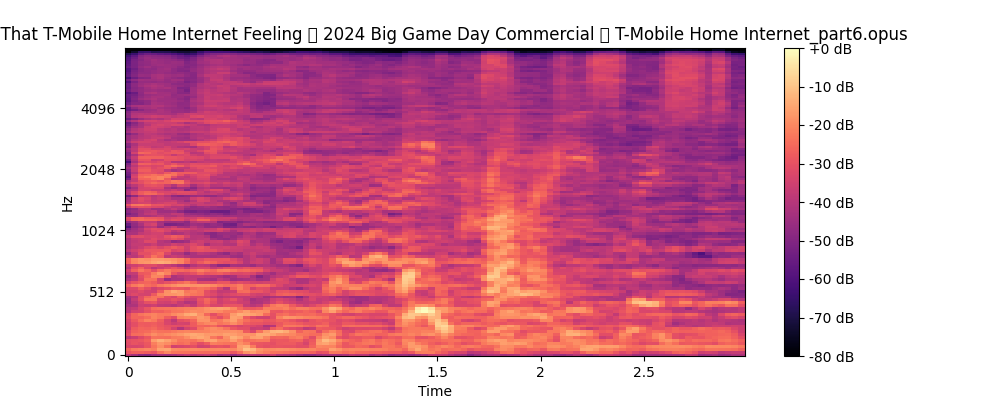 That T-Mobile Home Internet Feeling 2024 Big Game Day Commercial T-Mobile Home Internet_part6.opus
+0 dB
-10 dB
-20 dB
-30 dB
-40 dB
-50 dB
-60 dB
-70 dB
-80 dB
4096
2048
1024
512
0
Hz
0
0.5
1
1.5
2
2.5
Time